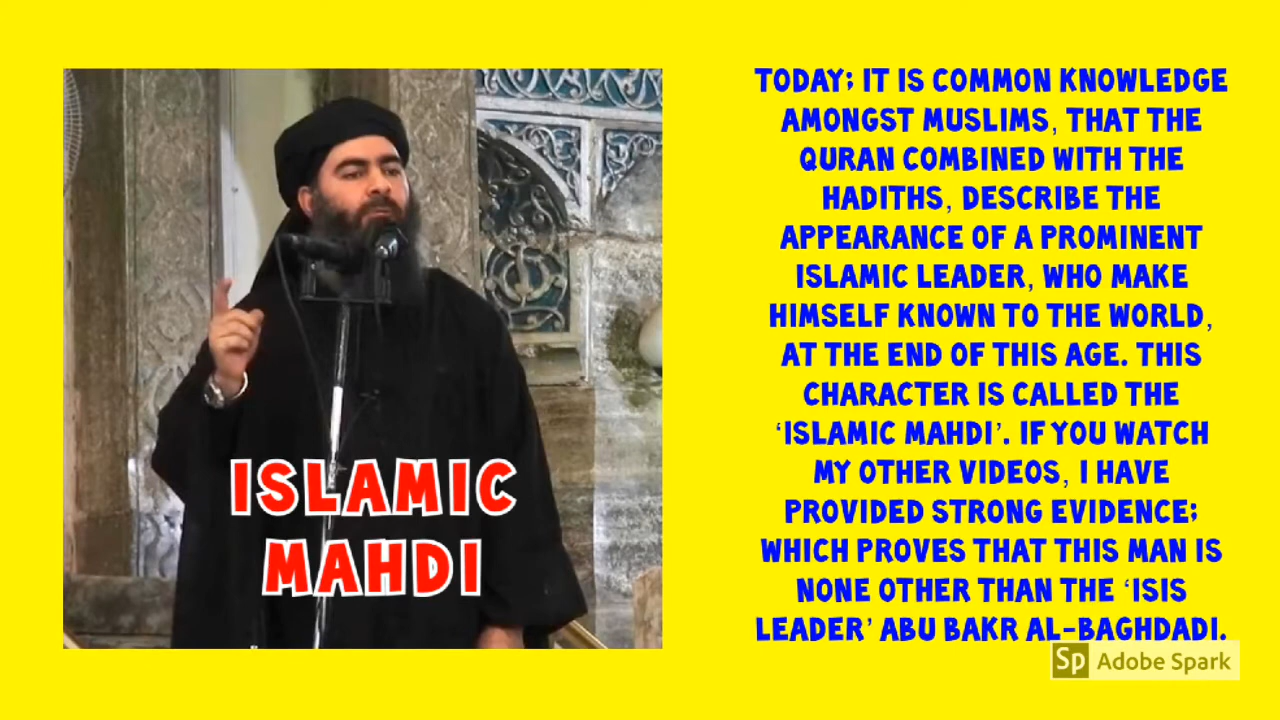 ISLAMIC
MAHDI
TODAY; IT IS COMMON KNOWLEDGE
AMONGST MUSLIMS, THAT THE
QURAN COMBINED WITH THE
HADITHS, DESCRIBE THE
APPEARANCE OF A PROMINENT
ISLAMIC LEADER, WHO MAKE
HIMSELF KNOWN TO THE WORLD,
AT THE END OF THIS AGE. THIS
CHARACTER IS CALLED THE
‘ISLAMIC MAHDI’. IF YOU WATCH
MY OTHER VIDEOS, I HAVE
PROVIDED STRONG EVIDENCE;
WHICH PROVES THAT THIS MAN IS
NONE OTHER THAN THE ‘ISIS
LEADER’ ABU BAKR AL-BAGHDADI.
Sp Adobe Spark